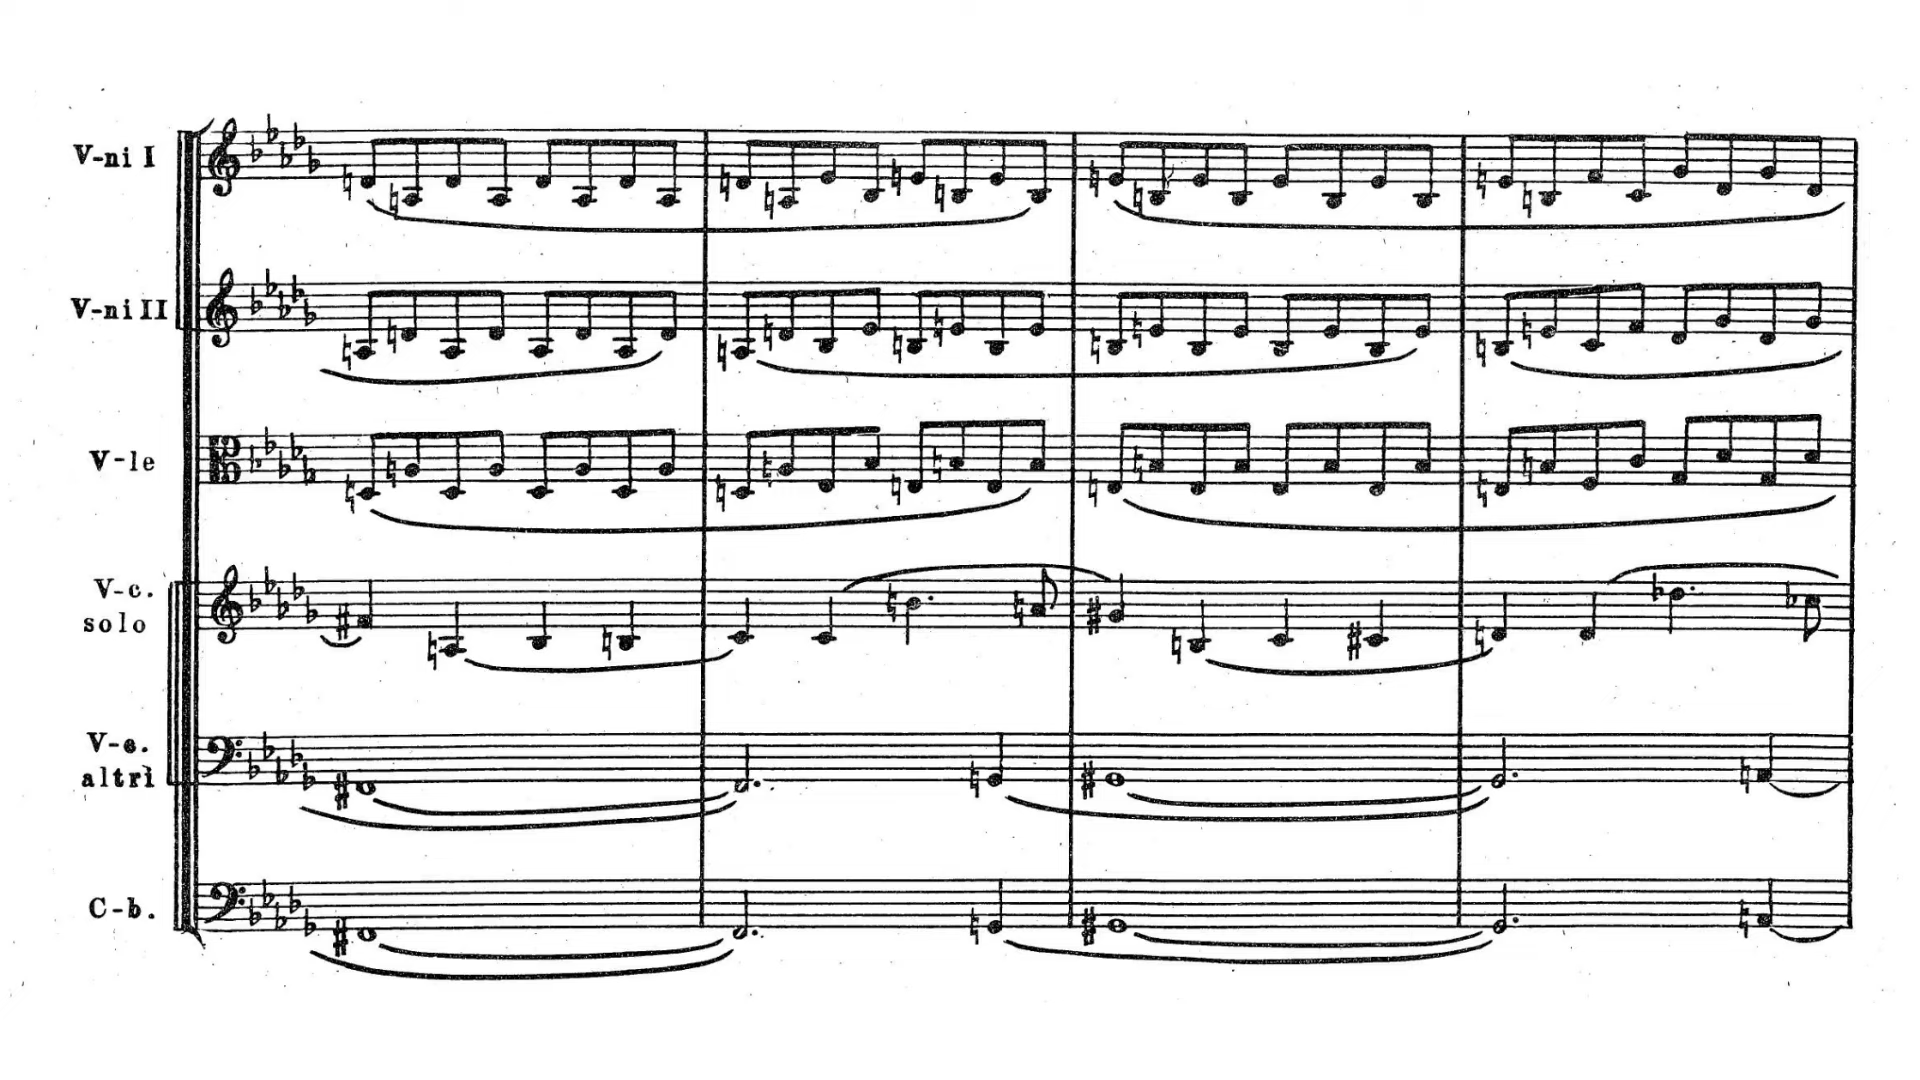 V-ni I
V-ni II
V-le
V-c.
solo
V-c.
altri
C-b.